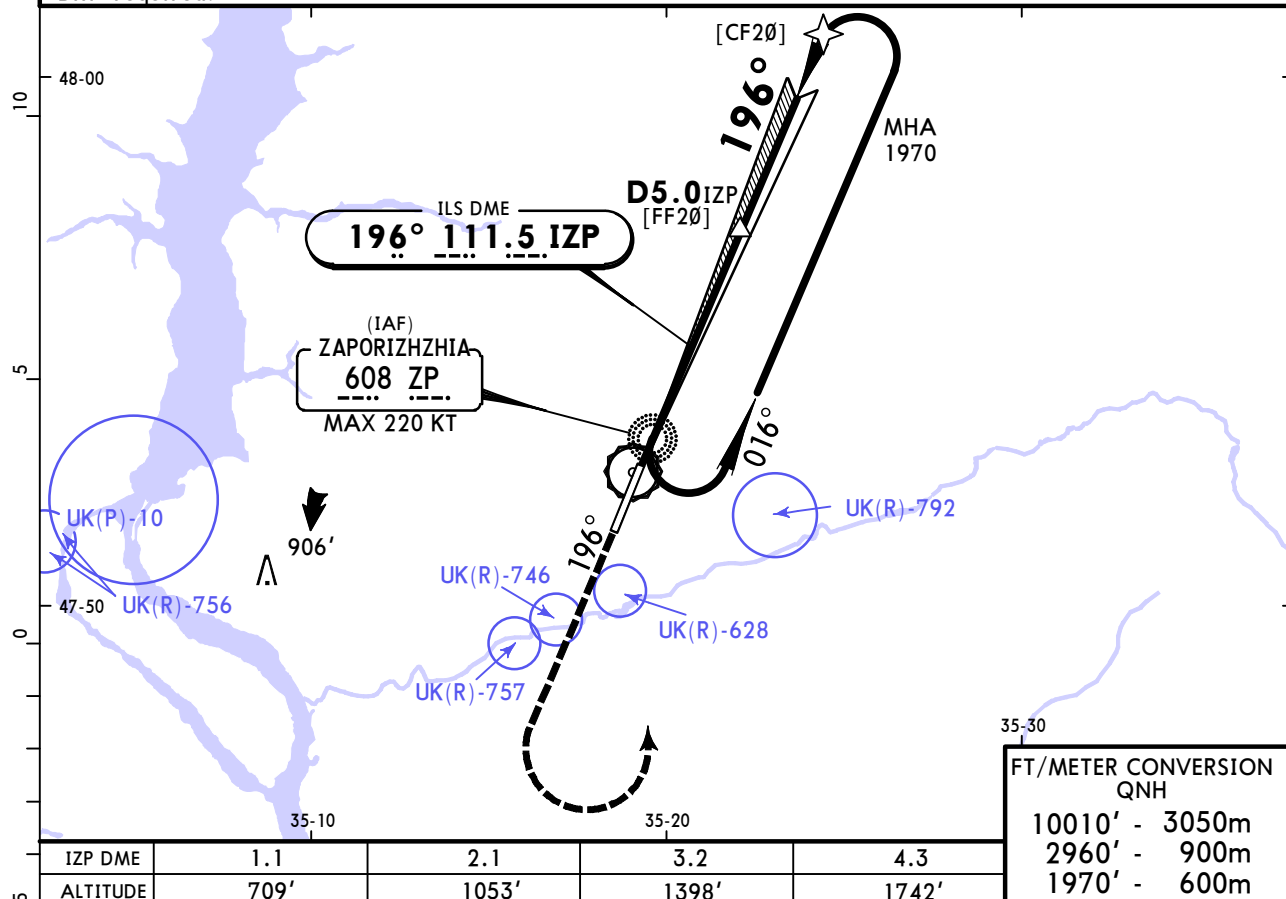 [CF2Ø]
48-00
10
196°
MHA
1970
D5.0 IZP
[FF2Ø]
ILS DME
196° 111.5 IZP
(IAF)
ZAPORIZHZHIA
608 ZP
MAX 220 KT
5
016°
UK(P)-10
906'
196°
UK(R)-792
UK(R)-746
UK(R)-756
47-50
UK(R)-628
0
UK(R)-757
35-30
35-10
35-20
FT/METER CONVERSION
QNH
10010' - 3050m
2960' - 900m
1970' - 600m
IZP DME 1.1 2.1 3.2 4.3
ALTITUDE 709' 1053' 1398' 1742'
5